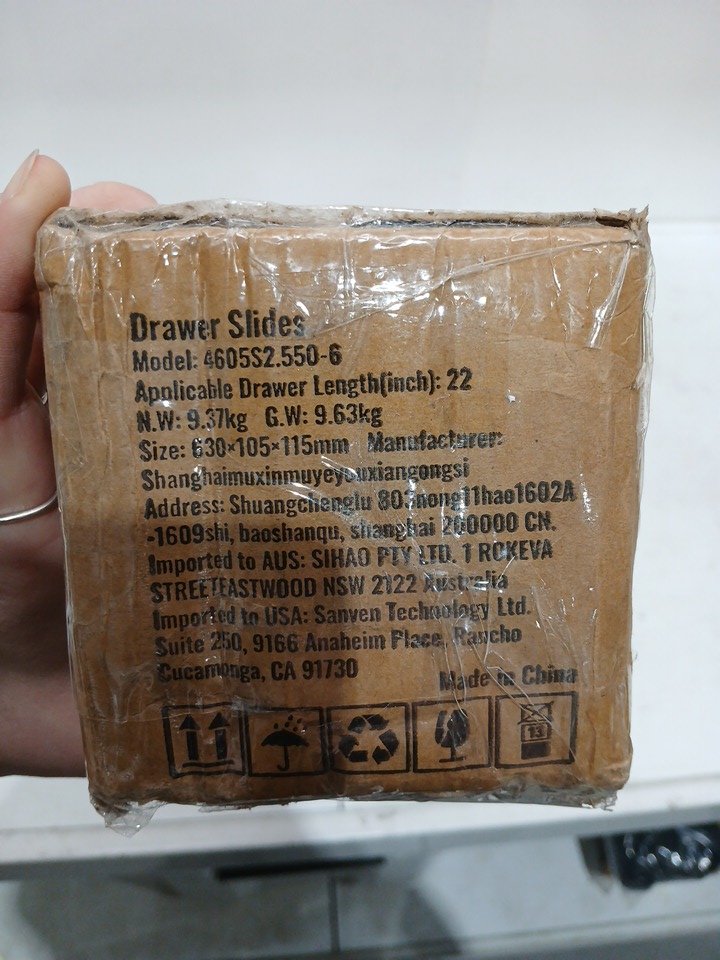 Drawer Slides
Model: 4605S2.550-6
Applicable Drawer Length(inch): 22
N.W: 9.37kg G.W: 9.63kg
Size: 630×105×115mm Manufacturer:
Shanghaimuxinmuyeyouxiangongsi
Address: Shuangchenglu 803nong11hao1602A
-1609shi, baoshanqu, shanghai 200000 CN.
Imported to AUS: SIHAO PTY LTD. 1 ROKEVA
STREETEASTWOOD NSW 2122 Australia
Imported to USA: Sanven Technology Ltd.
Suite 250, 9166 Anaheim Place, Rancho
Cucamonga, CA 91730
Made in China
13